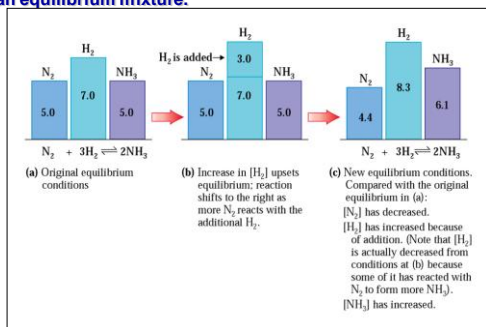 an equilibrium mixture.
H₂
H₂
H₂ is added→
3.0
H₂
N₂
NH₃
N₂
NH₃
NH₃
N₂
5.0
7.0
5.0
5.0
7.0
5.0
4.4
8.3
6.1
N₂ + 3H₂ ⇌ 2NH₃
N₂ + 3H₂ ⇌ 2NH₃
(a) Original equilibrium
conditions
(b) Increase in [H₂] upsets
equilibrium; reaction
shifts to the right as
more N₂ reacts with the
additional H₂.
(c) New equilibrium conditions.
Compared with the original
equilibrium in (a):
[N₂] has decreased.
[H₂] has increased because
of addition. (Note that [H₂]
is actually decreased from
conditions at (b) because
some of it has reacted with
N₂ to form more NH₃).
[NH₃] has increased.